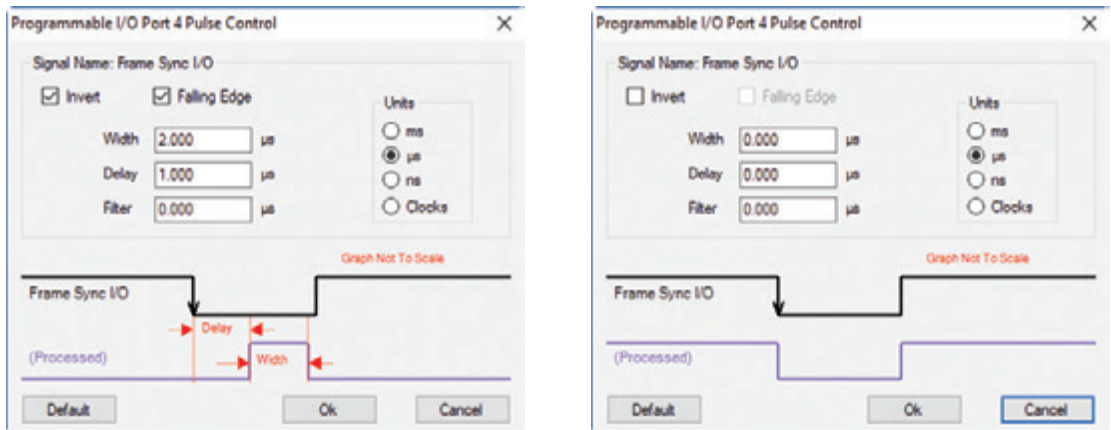 Programmable I/O Port 4 Pulse Control
Signal Name: Frame Sync I/O
Invert
Falling Edge
Units
Width 2.000 µs
ms
Delay 1.000 µs
µs
ns
Filter 0.000 µs
Clocks
Graph Not To Scale
Frame Sync I/O
Delay
(Processed)
Width
Default Ok Cancel
Programmable I/O Port 4 Pulse Control
Signal Name: Frame Sync I/O
Invert
Falling Edge
Units
Width 0.000 µs
ms
Delay 0.000 µs
µs
ns
Filter 0.000 µs
Clocks
Graph Not To Scale
Frame Sync I/O
(Processed)
Default Ok Cancel